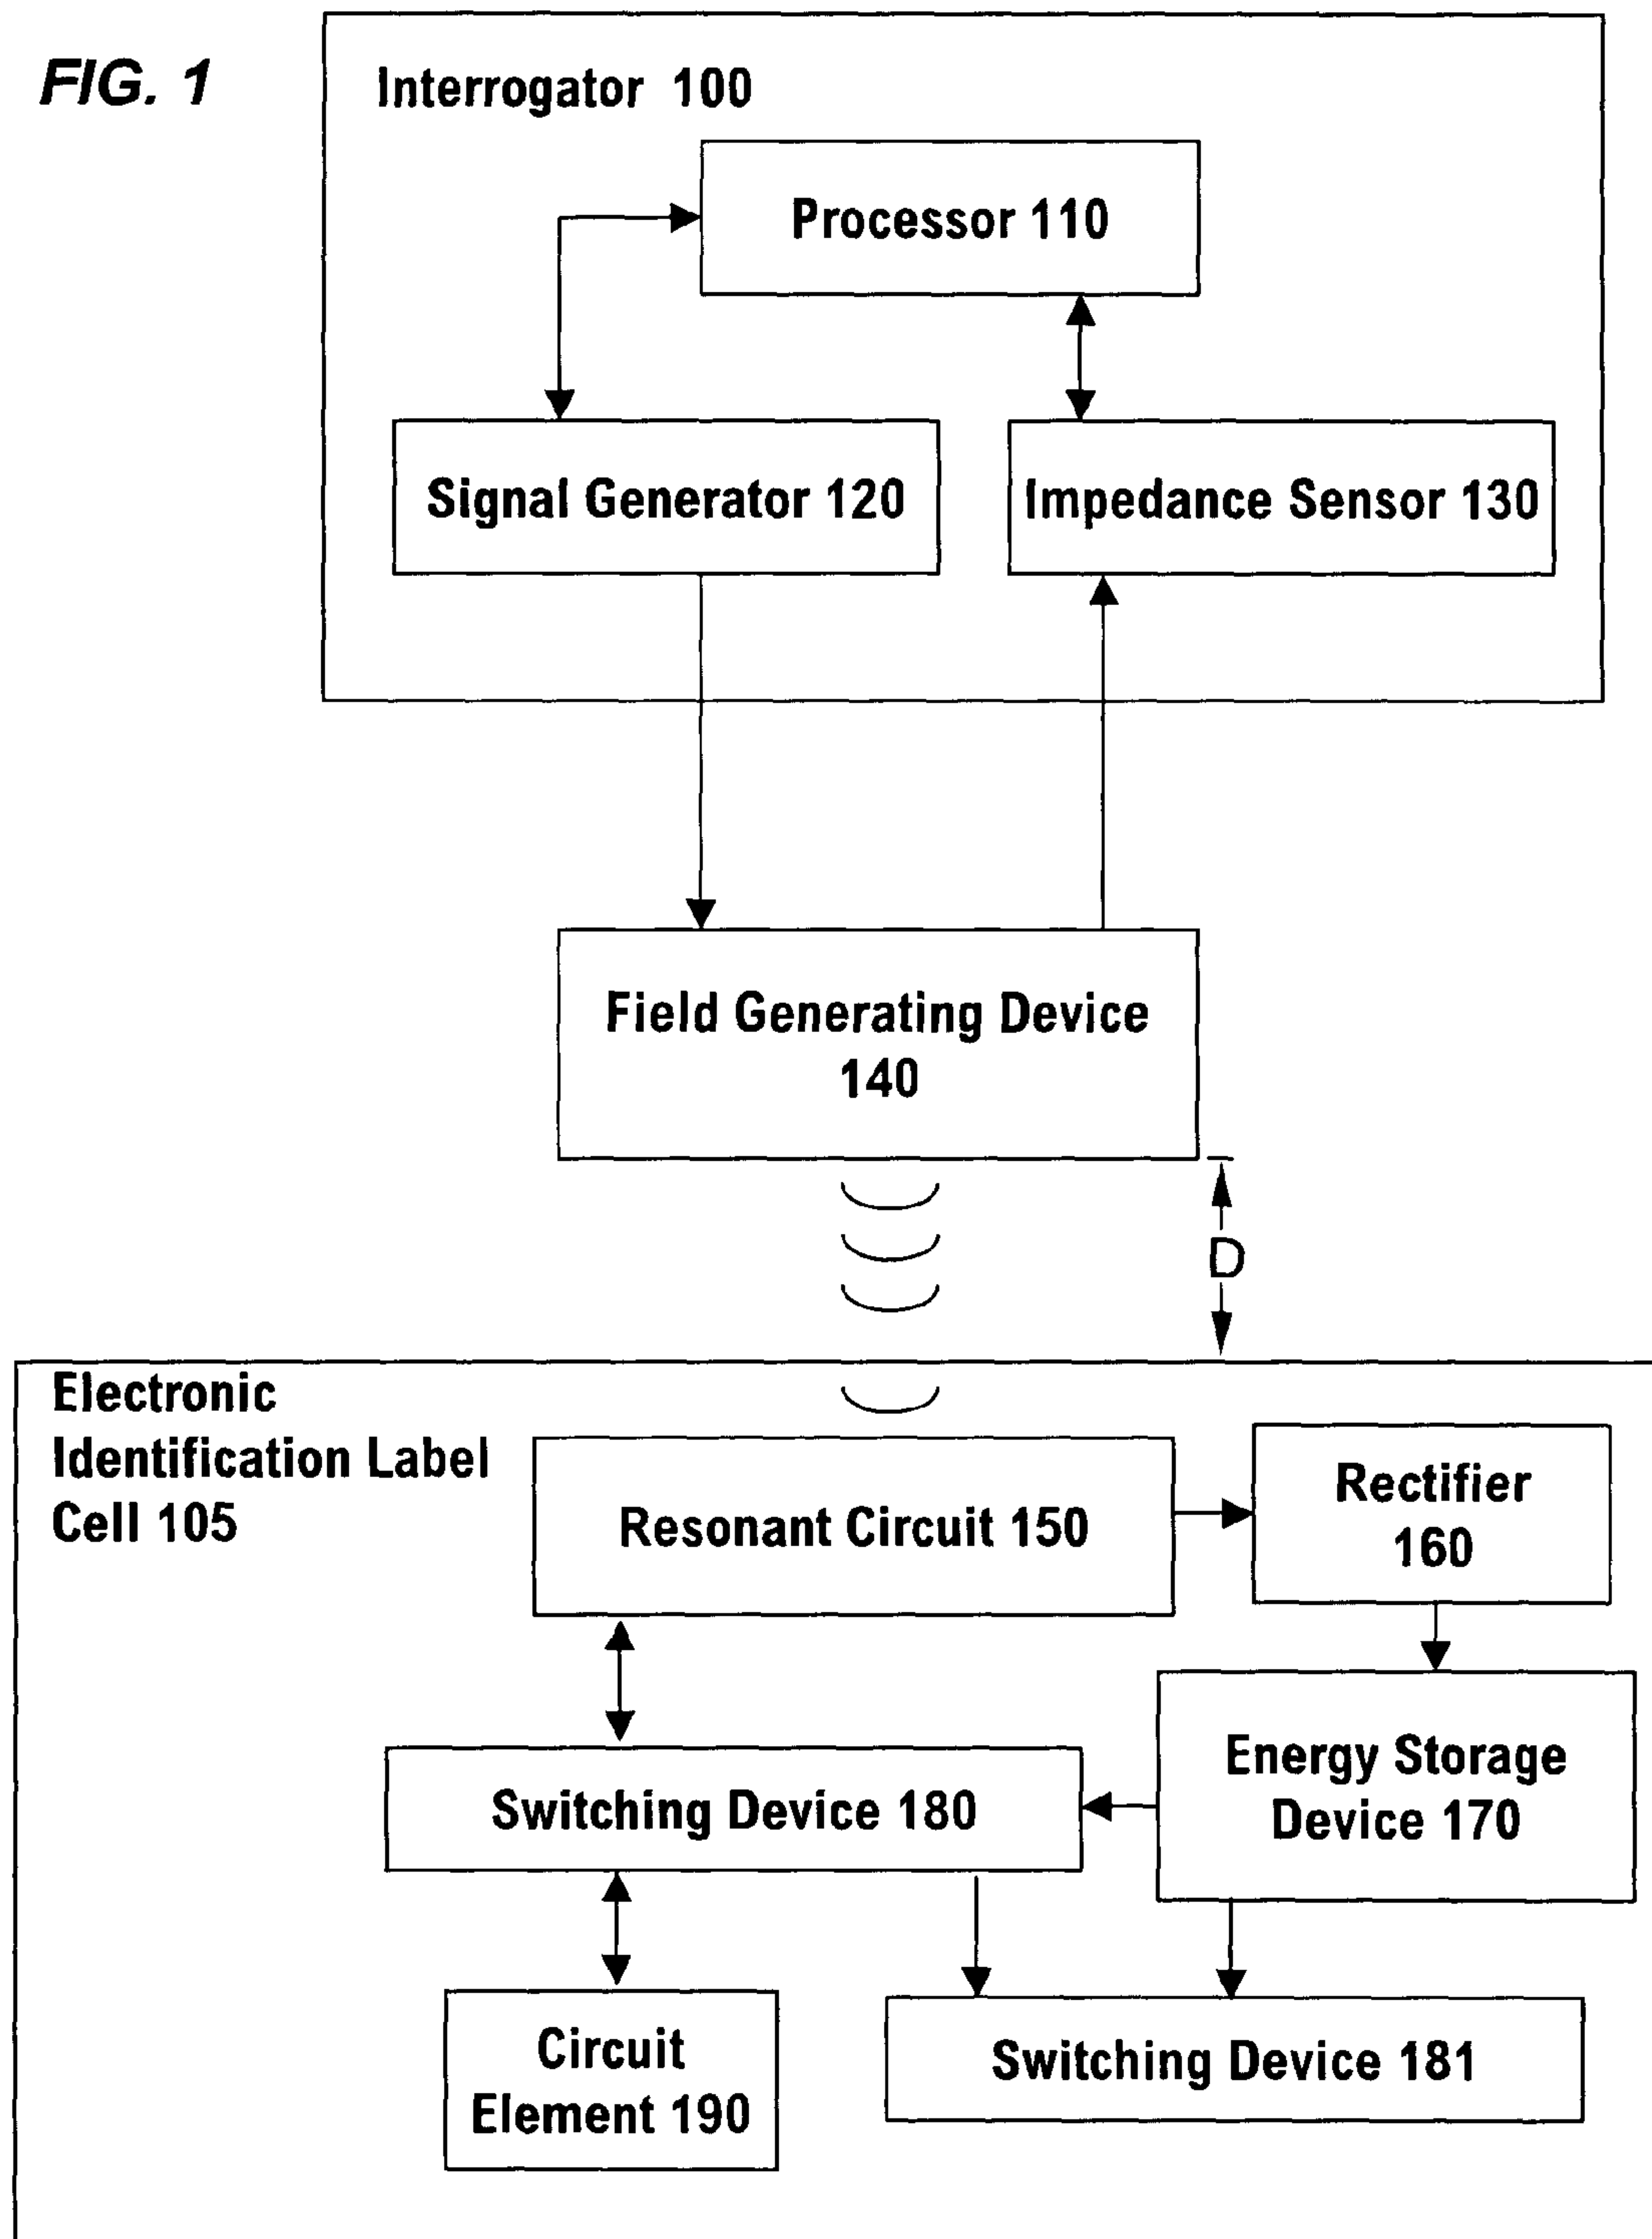 FIG. 1
Interrogator 100
Processor 110
Signal Generator 120
Impedance Sensor 130
Field Generating Device
140
D
Electronic
Identification Label
Cell 105
Resonant Circuit 150
Rectifier
160
Energy Storage
Device 170
Switching Device 180
Circuit
Element 190
Switching Device 181